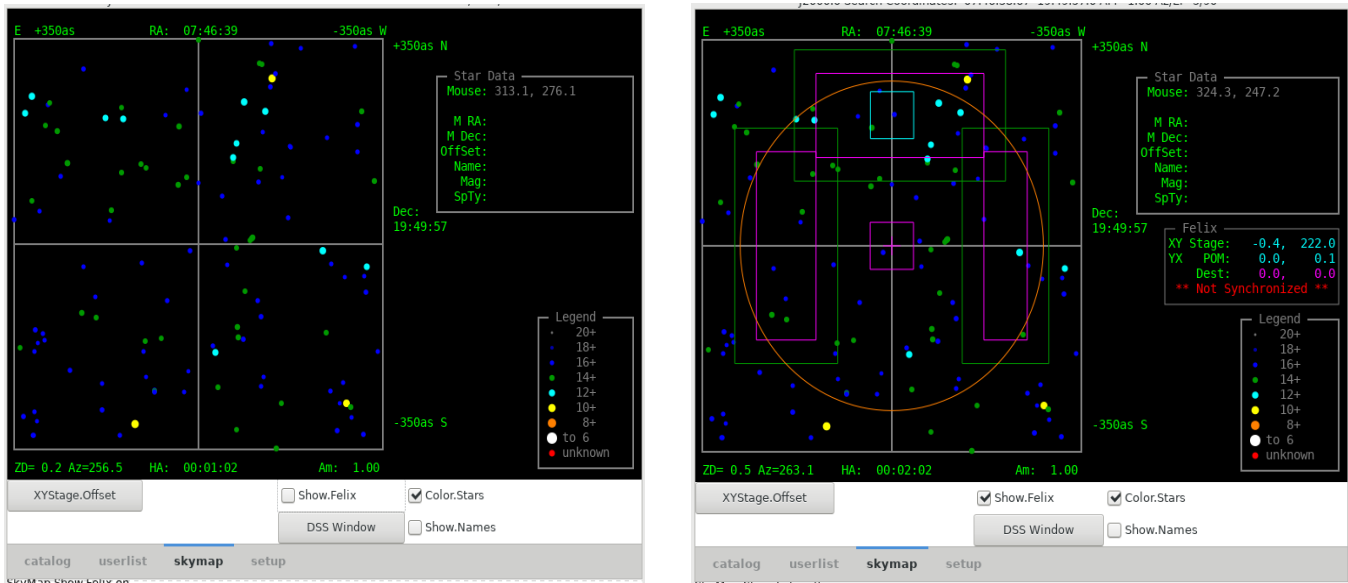 E +350as RA: 07:46:39 -350as W
+350as N
Star Data
Mouse: 313.1, 276.1
M RA:
M Dec:
OffSet:
Name:
Mag:
SpTy:
Dec:
19:49:57
Legend
20+
18+
16+
14+
12+
10+
8+
to 6
unknown
-350as S
ZD= 0.2 Az=256.5 HA: 00:01:02 Am: 1.00
XYStage.Offset
Show.Felix
Color.Stars
DSS Window
Show.Names
catalog userlist skymap setup
SkyMap Show Felix on
E +350as RA: 07:46:39 -350as W
+350as N
Star Data
Mouse: 324.3, 247.2
M RA:
M Dec:
OffSet:
Name:
Mag:
SpTy:
Dec:
19:49:57
Felix
XY Stage: -0.4, 222.0
YX POM: 0.0, 0.1
Dest: 0.0, 0.0
** Not Synchronized **
Legend
20+
18+
16+
14+
12+
10+
8+
to 6
unknown
-350as S
ZD= 0.5 Az=263.1 HA: 00:02:02 Am: 1.00
XYStage.Offset
Show.Felix
Color.Stars
DSS Window
Show.Names
catalog userlist skymap setup